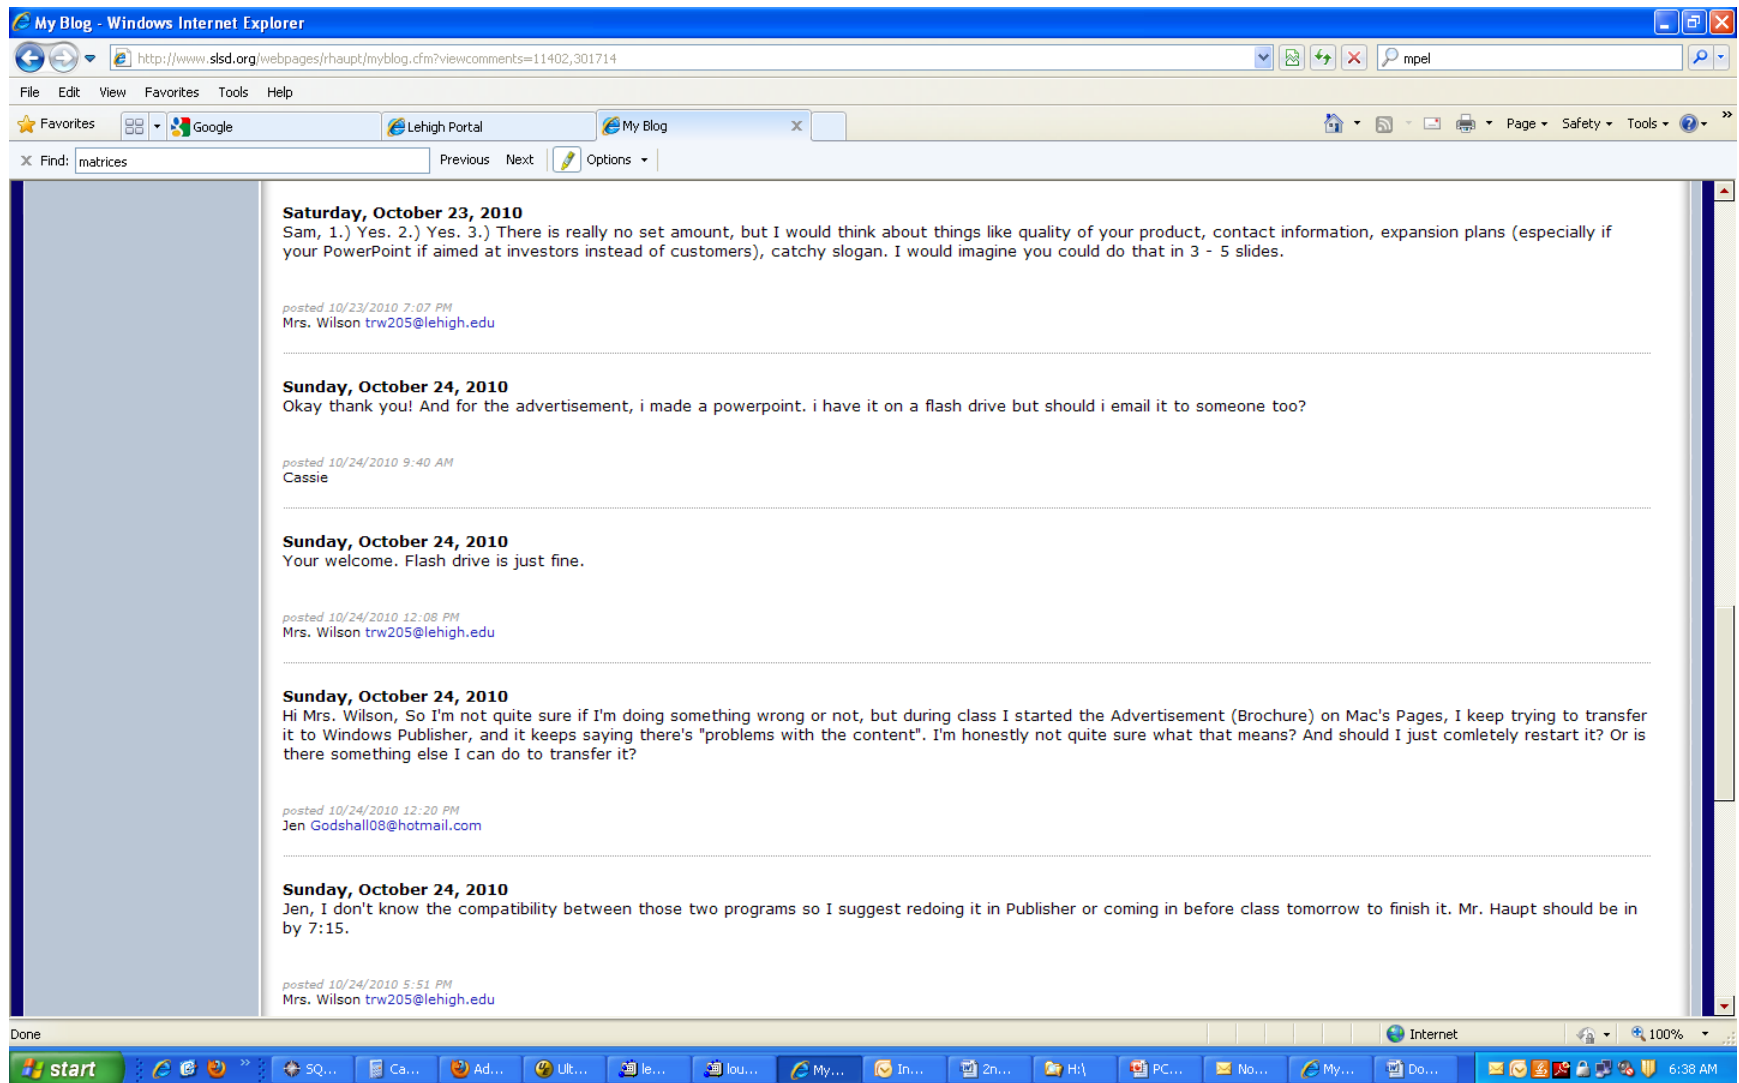 My Blog - Windows Internet Explorer
http://www.slsd.org/webpages/rhaupt/myblog.cfm?viewcomments=11402,301714
mpel
File Edit View Favorites Tools Help
Favorites Google Lehigh Portal My Blog Page Safety Tools
Find: matrices Previous Next Options
Saturday, October 23, 2010
Sam, 1.) Yes. 2.) Yes. 3.) There is really no set amount, but I would think about things like quality of your product, contact information, expansion plans (especially if
your PowerPoint if aimed at investors instead of customers), catchy slogan. I would imagine you could do that in 3 - 5 slides.
posted 10/23/2010 7:07 PM
Mrs. Wilson trw205@lehigh.edu
Sunday, October 24, 2010
Okay thank you! And for the advertisement, i made a powerpoint. i have it on a flash drive but should i email it to someone too?
posted 10/24/2010 9:40 AM
Cassie
Sunday, October 24, 2010
Your welcome. Flash drive is just fine.
posted 10/24/2010 12:08 PM
Mrs. Wilson trw205@lehigh.edu
Sunday, October 24, 2010
Hi Mrs. Wilson, So I'm not quite sure if I'm doing something wrong or not, but during class I started the Advertisement (Brochure) on Mac's Pages, I keep trying to transfer
it to Windows Publisher, and it keeps saying there's "problems with the content". I'm honestly not quite sure what that means? And should I just comletely restart it? Or is
there something else I can do to transfer it?
posted 10/24/2010 12:20 PM
Jen Godshall08@hotmail.com
Sunday, October 24, 2010
Jen, I don't know the compatibility between those two programs so I suggest redoing it in Publisher or coming in before class tomorrow to finish it. Mr. Haupt should be in
by 7:15.
posted 10/24/2010 5:51 PM
Mrs. Wilson trw205@lehigh.edu
Done Internet 100%
start SQ... Ca... Ad... Ult... le... lou... My... In... 2n... H:\ PC... No... My... Do... 6:38 AM